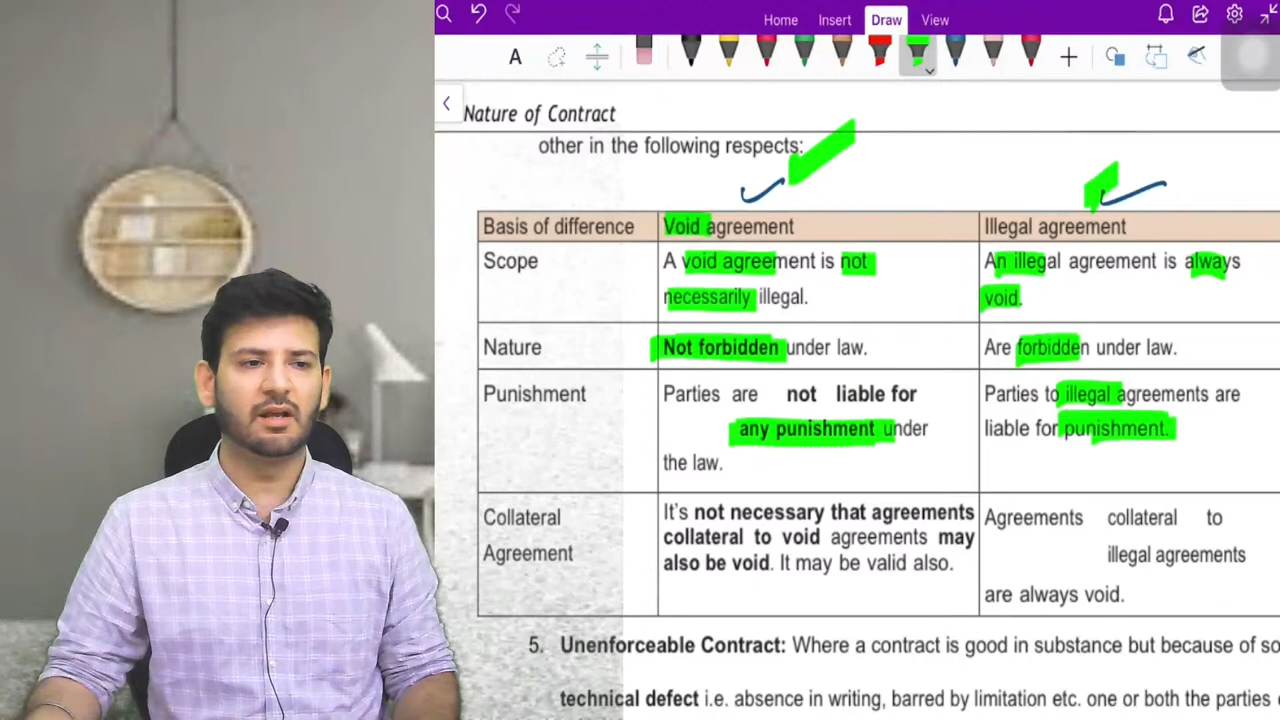 Home Insert Draw View
A
Nature of Contract
other in the following respects:
Basis of difference Void agreement Illegal agreement
Scope A void agreement is not necessarily illegal. An illegal agreement is always void.
Nature Not forbidden under law. Are forbidden under law.
Punishment Parties are not liable for any punishment under the law. Parties to illegal agreements are liable for punishment.
Collateral Agreement It's not necessary that agreements collateral to void agreements may also be void. It may be valid also. Agreements collateral to illegal agreements are always void.
5. Unenforceable Contract: Where a contract is good in substance but because of so
technical defect i.e. absence in writing, barred by limitation etc. one or both the parties